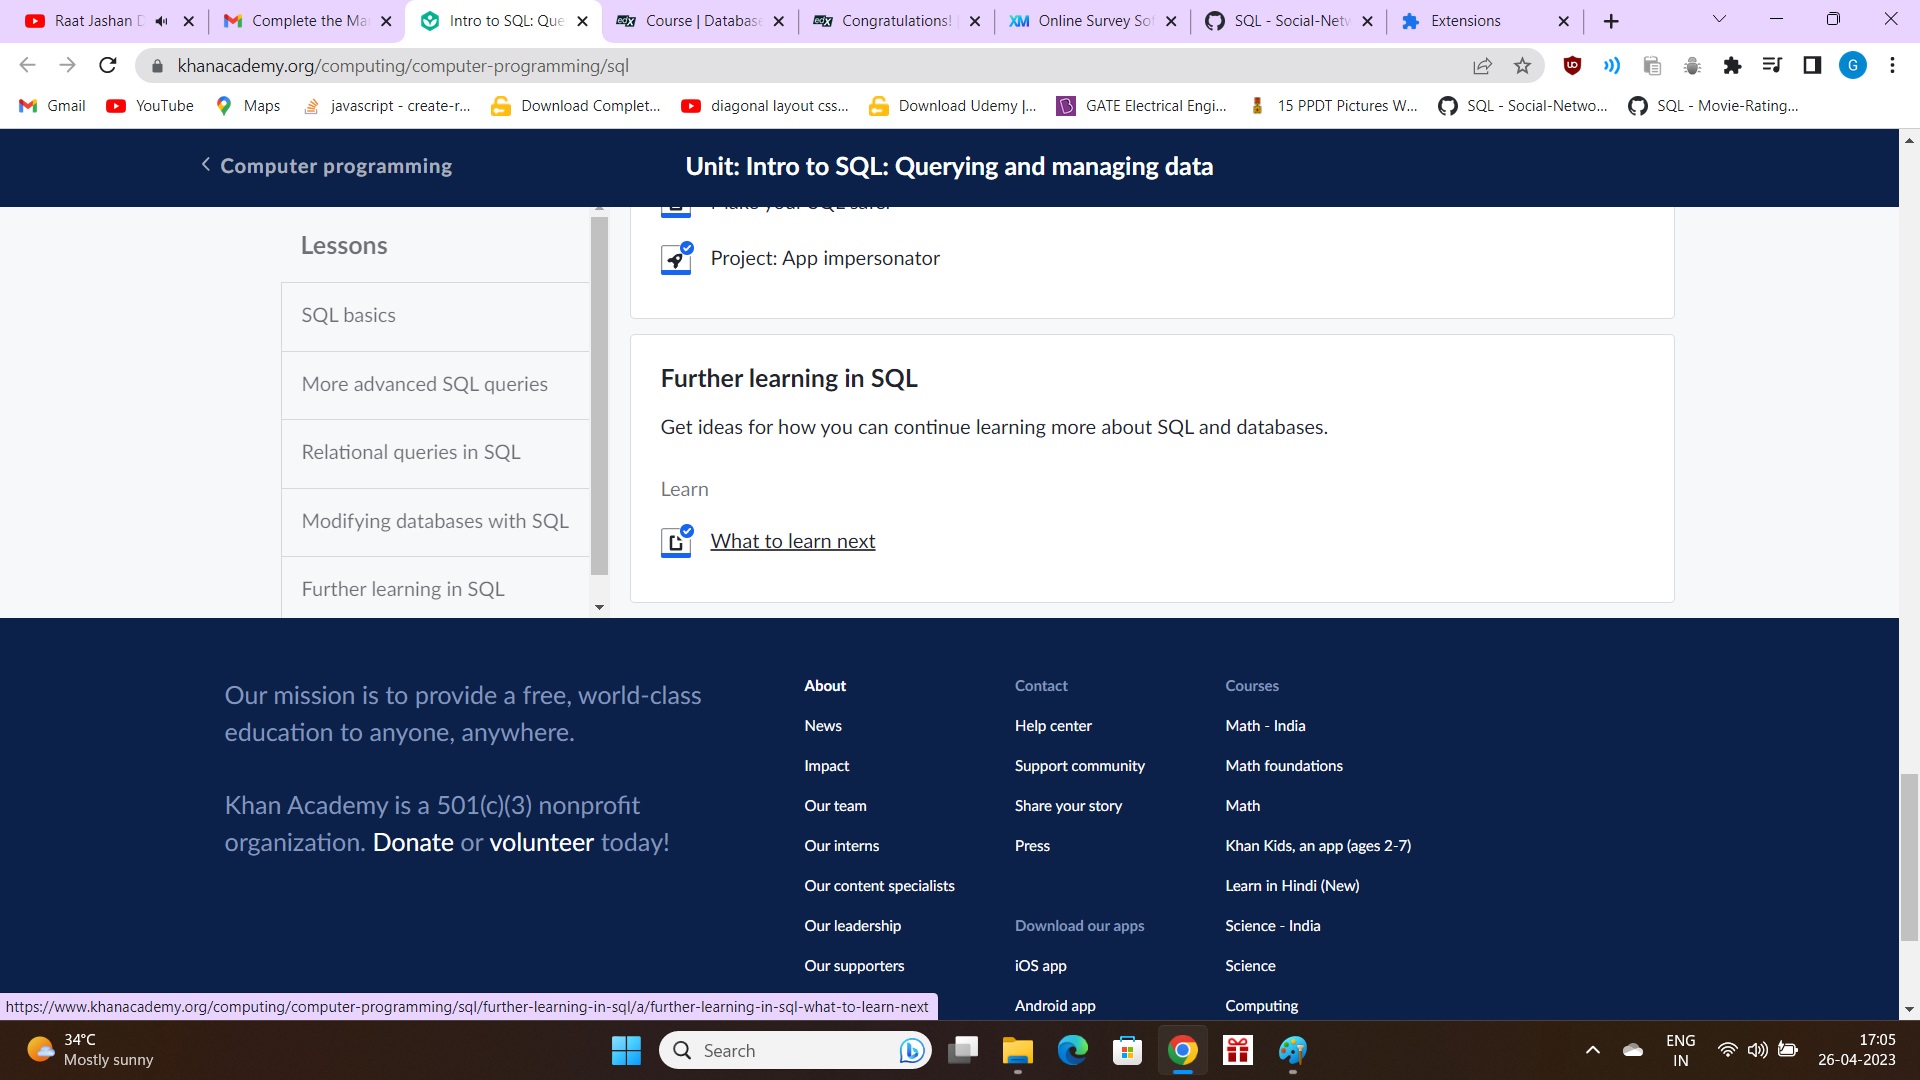 Raat Jashan D
Complete the Ma
Intro to SQL: Que
Course | Database
Congratulations! |
Online Survey Sof
SQL - Social-Netw
Extensions
khanacademy.org/computing/computer-programming/sql
G
Gmail
YouTube
Maps
javascript - create-r...
Download Complet...
diagonal layout css...
Download Udemy |...
GATE Electrical Engi...
15 PPDT Pictures W...
SQL - Social-Netwo...
SQL - Movie-Rating...
Computer programming
Unit: Intro to SQL: Querying and managing data
Lessons
SQL basics
More advanced SQL queries
Relational queries in SQL
Modifying databases with SQL
Further learning in SQL
Make your SQL safer
Project: App impersonator
Further learning in SQL
Get ideas for how you can continue learning more about SQL and databases.
Learn
What to learn next
Our mission is to provide a free, world-class
education to anyone, anywhere.
Khan Academy is a 501(c)(3) nonprofit
organization. Donate or volunteer today!
About
News
Impact
Our team
Our interns
Our content specialists
Our leadership
Our supporters
Contact
Help center
Support community
Share your story
Press
Download our apps
iOS app
Android app
Courses
Math - India
Math foundations
Math
Khan Kids, an app (ages 2-7)
Learn in Hindi (New)
Science - India
Science
Computing
https://www.khanacademy.org/computing/computer-programming/sql/further-learning-in-sql/a/further-learning-in-sql-what-to-learn-next
34°C
Mostly sunny
Search
ENG
IN
17:05
26-04-2023